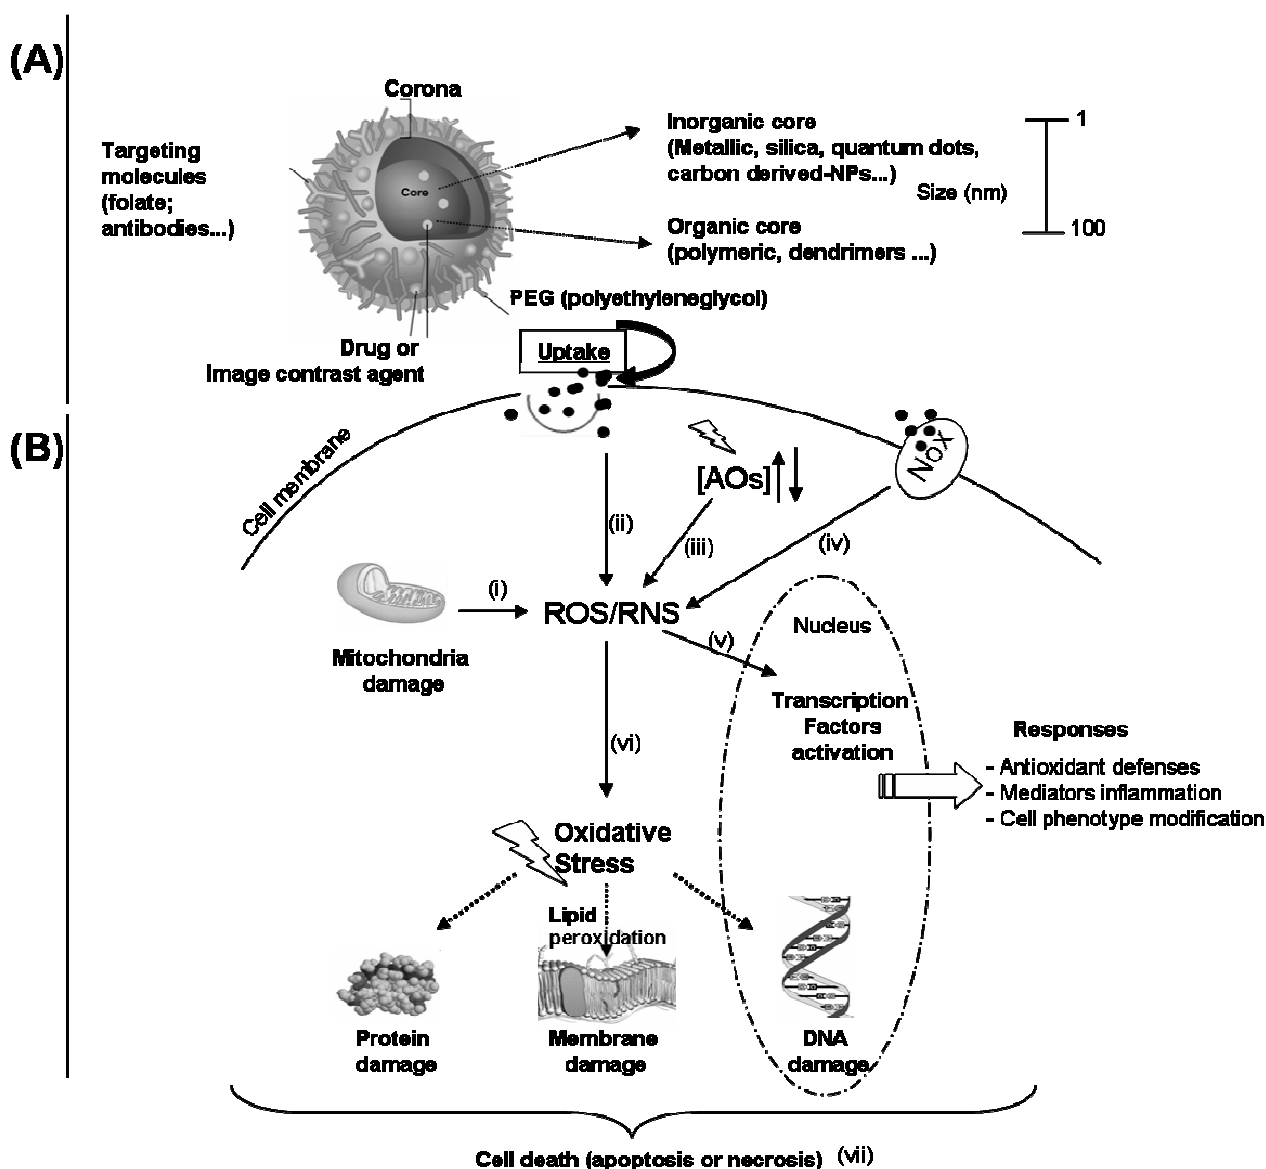 (A)
Corona
Targeting
molecules
(folate;
antibodies...)
Core
Inorganic core
(Metallic, silica, quantum dots,
carbon derived-NPs...)
Size (nm)
1
100
Organic core
(polymeric, dendrimers ...)
PEG (polyethyleneglycol)
Drug or
Image contrast agent
Uptake
(B)
Cell membrane
[AOs]
NOX
(ii)
(iii)
(iv)
(i)
ROS/RNS
Mitochondria
damage
(v)
Nucleus
Transcription
Factors
activation
(vi)
Responses
- Antioxidant defenses
- Mediators inflammation
- Cell phenotype modification
Oxidative
Stress
Lipid
peroxidation
Protein
damage
Membrane
damage
DNA
damage
Cell death (apoptosis or necrosis) (vii)